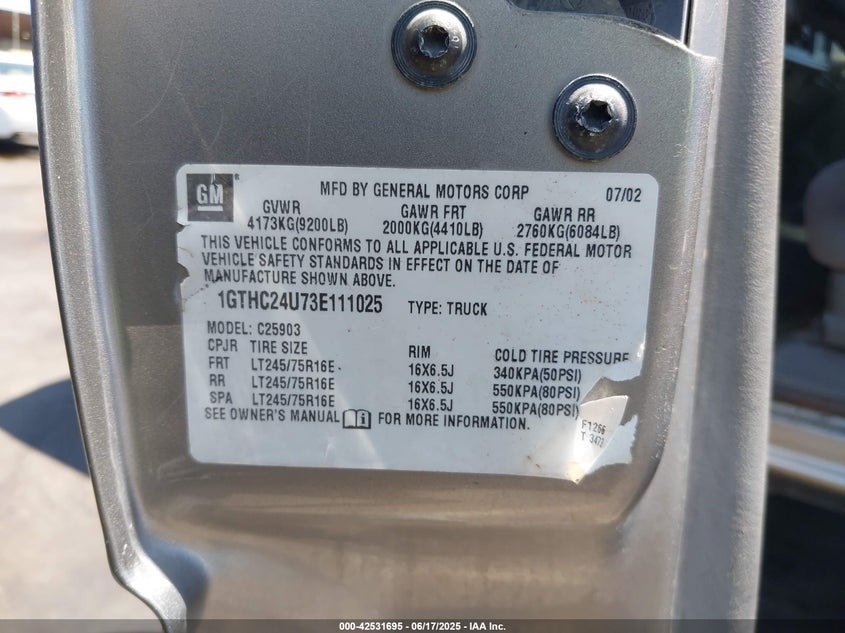 GM
MFD BY GENERAL MOTORS CORP 07/02
GVWR GAWR FRT GAWR RR
4173KG(9200LB) 2000KG(4410LB) 2760KG(6084LB)
THIS VEHICLE CONFORMS TO ALL APPLICABLE U.S. FEDERAL MOTOR
VEHICLE SAFETY STANDARDS IN EFFECT ON THE DATE OF
MANUFACTURE SHOWN ABOVE.
1GTHC24U73E111025 TYPE: TRUCK
MODEL: C25903
CPJR TIRE SIZE RIM COLD TIRE PRESSURE
FRT LT245/75R16E 16X6.5J 340KPA(50PSI)
RR LT245/75R16E 16X6.5J 550KPA(80PSI)
SPA LT245/75R16E 16X6.5J 550KPA(80PSI)
SEE OWNER'S MANUAL FOR MORE INFORMATION.
F1266
000-42531695 - 06/17/2025 - IAA Inc.